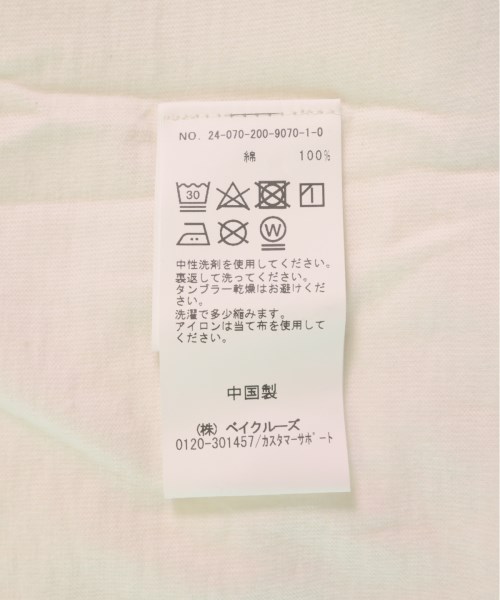 NO. 24-070-200-9070-1-0
綿 100%
30
W
中性洗剤を使用してください。
裏返して洗ってください。
タンブラー乾燥はお避けくだ
さい。
洗濯で多少縮みます。
アイロンは当て布を使用して
ください。
中国製
(株) ベイクルーズ
0120-301457/カスタマーサポート